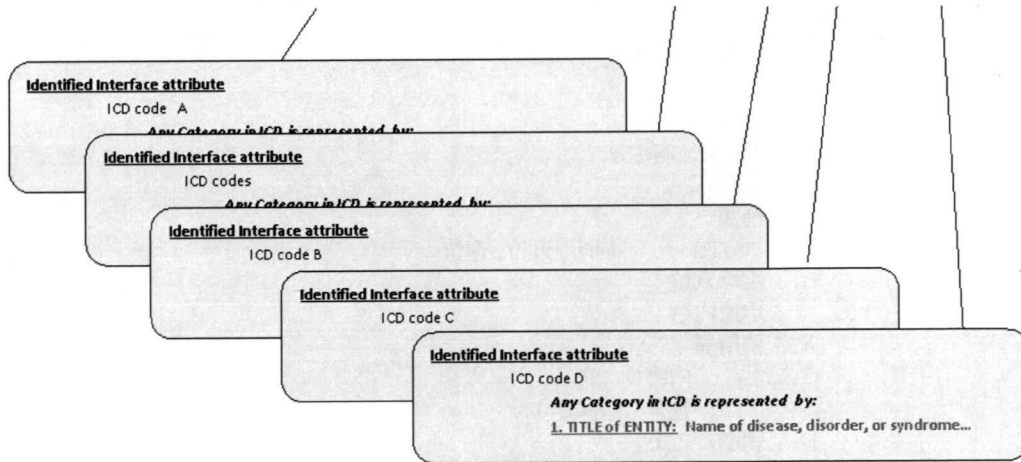 Identified Interface attribute
ICD code A
Any Category in ICD is represented by:
Identified Interface attribute
ICD codes
Any Category in ICD is represented by:
Identified Interface attribute
ICD code B
Identified Interface attribute
ICD code C
Identified Interface attribute
ICD code D
Any Category in ICD is represented by:
1. TITLE of ENTITY: Name of disease, disorder, or syndrome...